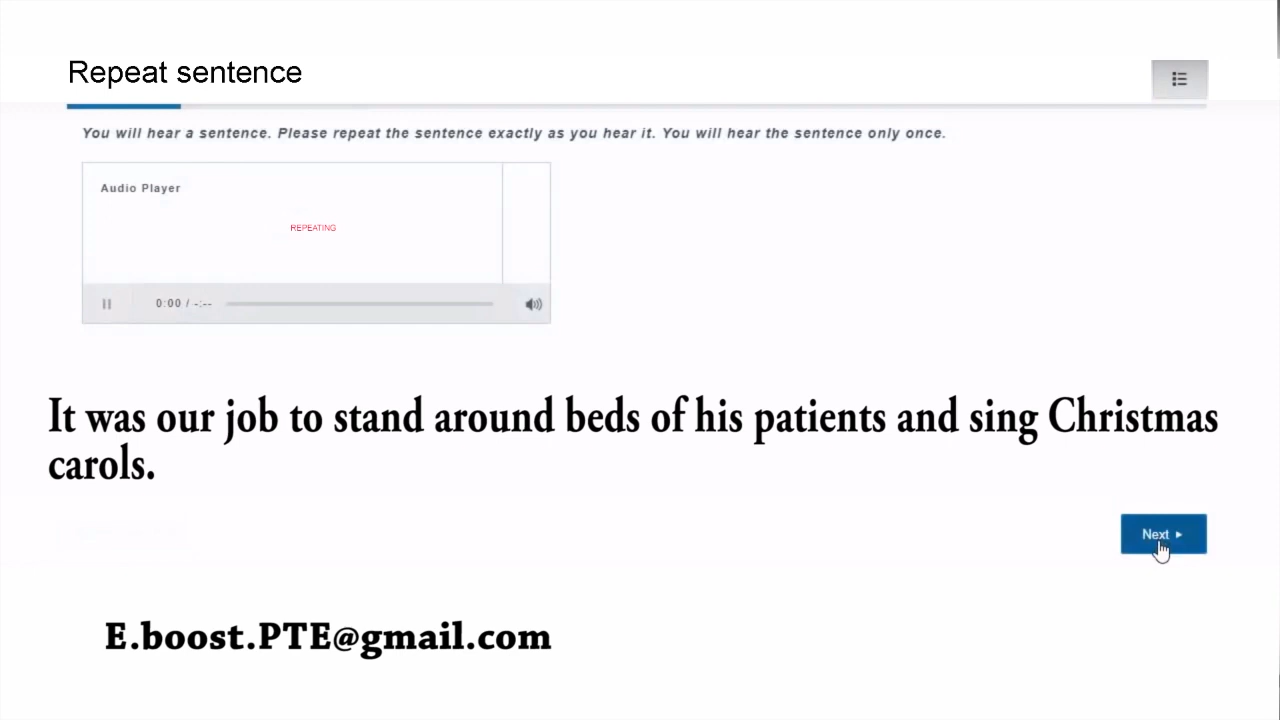 Repeat sentence
You will hear a sentence. Please repeat the sentence exactly as you hear it. You will hear the sentence only once.
Audio Player
REPEATING
0:00 / -:--
It was our job to stand around beds of his patients and sing Christmas
carols.
Next
E.boost.PTE@gmail.com